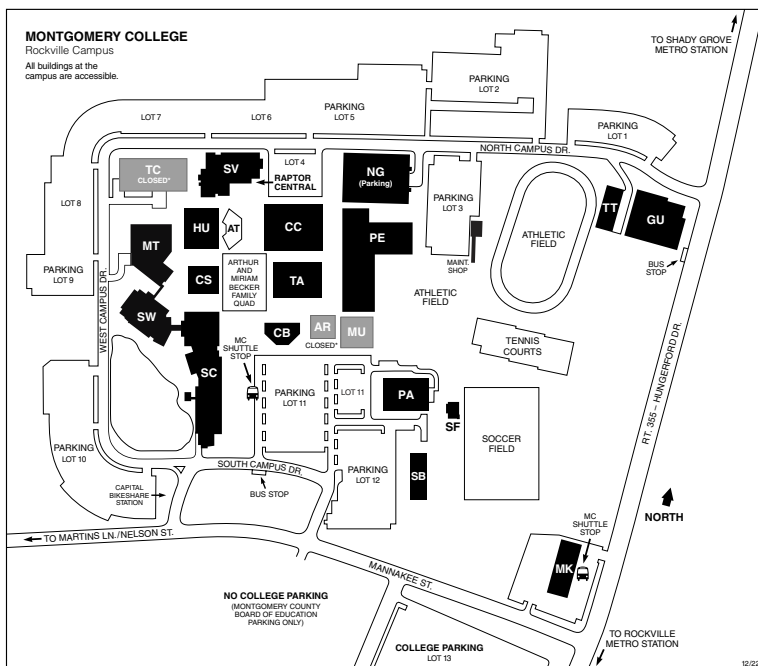 MONTGOMERY COLLEGE
Rockville Campus
All buildings at the
campus are accessible.
TO SHADY GROVE
METRO STATION
PARKING
LOT 2
LOT 7
LOT 6
PARKING
LOT 5
PARKING
LOT 1
NORTH CAMPUS DR.
TC
CLOSED*
SV
LOT 4
RAPTOR
CENTRAL
NG
(Parking)
PARKING
LOT 3
LOT 8
TT
GU
HU
AT
CC
PE
ATHLETIC
FIELD
MT
BUS
STOP
MAINT.
SHOP
PARKING
LOT 9
CS
ARTHUR
AND
MIRIAM
BECKER
FAMILY
QUAD
TA
ATHLETIC
FIELD
WEST CAMPUS DR.
SW
CB
AR
CLOSED*
MU
TENNIS
COURTS
MC
SHUTTLE
STOP
SC
PARKING
LOT 11
LOT 11
PA
SF
RT. 355 – HUNGERFORD DR.
SOCCER
FIELD
PARKING
LOT 10
SOUTH CAMPUS DR.
PARKING
LOT 12
SB
CAPITAL
BIKESHARE
STATION
BUS STOP
NORTH
MC
SHUTTLE
STOP
TO MARTINS LN./NELSON ST.
MK
MANNAKEE ST.
NO COLLEGE PARKING
(MONTGOMERY COUNTY
BOARD OF EDUCATION
PARKING ONLY)
TO ROCKVILLE
METRO STATION
COLLEGE PARKING
LOT 13
12/22